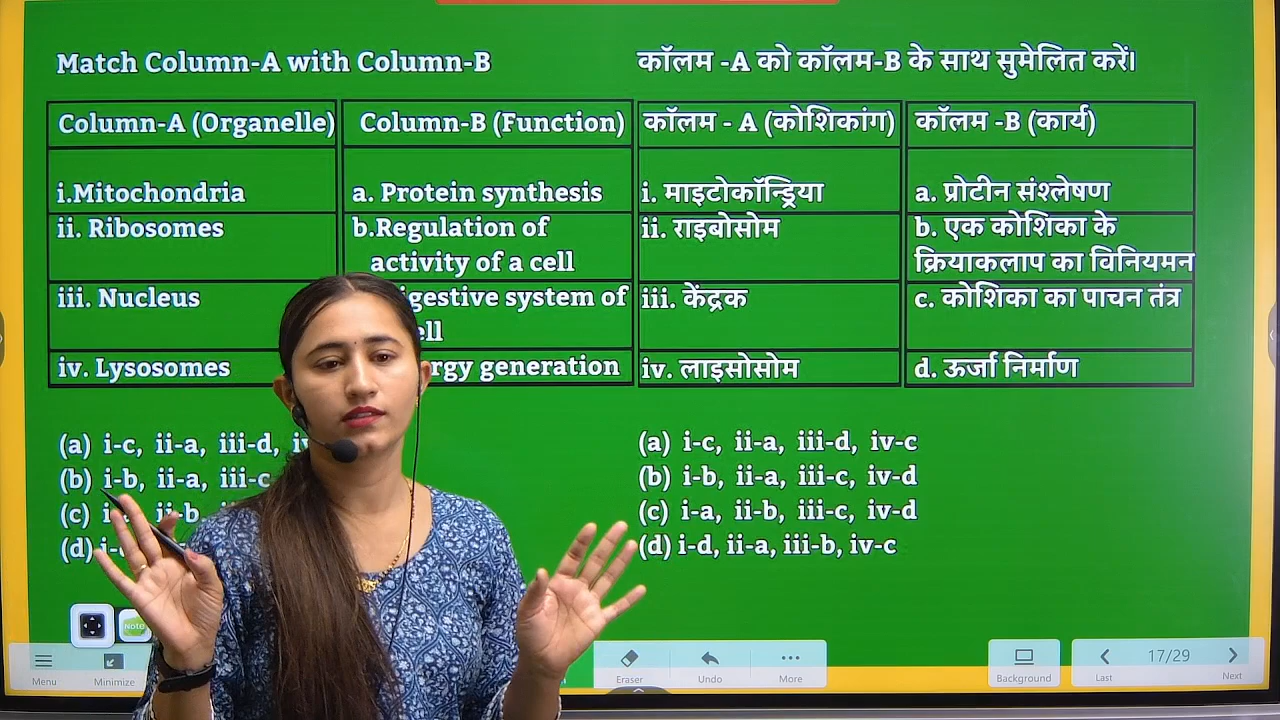 Match Column-A with Column-B
कॉलम -A को कॉलम-B के साथ सुमेलित करें।
Column-A (Organelle)
Column-B (Function)
कॉलम - A (कोशिकांग)
कॉलम -B (कार्य)
i.Mitochondria
a. Protein synthesis
i. माइटोकॉन्ड्रिया
a. प्रोटीन संश्लेषण
ii. Ribosomes
b.Regulation of
activity of a cell
ii. राइबोसोम
b. एक कोशिका के
क्रियाकलाप का विनियमन
iii. Nucleus
system of
iii. केंद्रक
c. कोशिका का पाचन तंत्र
iv. Lysosomes
generation
iv. लाइसोसोम
d. ऊर्जा निर्माण
(a) i-c, ii-a, iii-d,
(b) i-b, ii-a, iii-c
(c) ii-b,
(d)
(a) i-c, ii-a, iii-d, iv-c
(b) i-b, ii-a, iii-c, iv-d
(c) i-a, ii-b, iii-c, iv-d
(d) i-d, ii-a, iii-b, iv-c
Note
Menu
Minimize
Eraser
Undo
More
Background
Last
17/29
Next